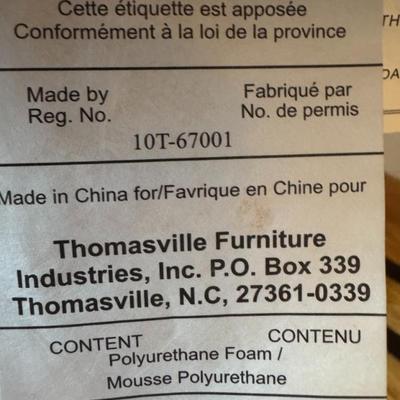 Cette étiquette est apposée
Conformément à la loi de la province
Made by Fabriqué par
Reg. No. No. de permis
10T-67001
Made in China for/Favrique en Chine pour
Thomasville Furniture
Industries, Inc. P.O. Box 339
Thomasville, N.C, 27361-0339
CONTENT CONTENU
Polyurethane Foam /
Mousse Polyurethane